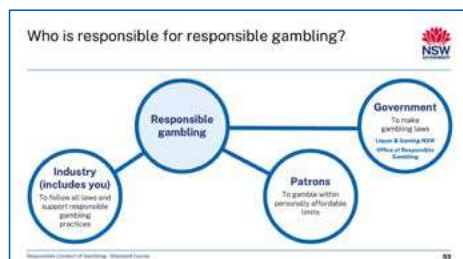 Who is responsible for responsible gambling?
NSW
GOVERNMENT
Responsible
gambling
Government
To make
gambling laws
Liquor & Gaming NSW
Office of Responsible
Gambling
Industry
(includes you)
To follow all laws and
support responsible
gambling
practices
Patrons
To gamble within
personally affordable
limits
Responsible Conduct of Gambling - Standard Course
53